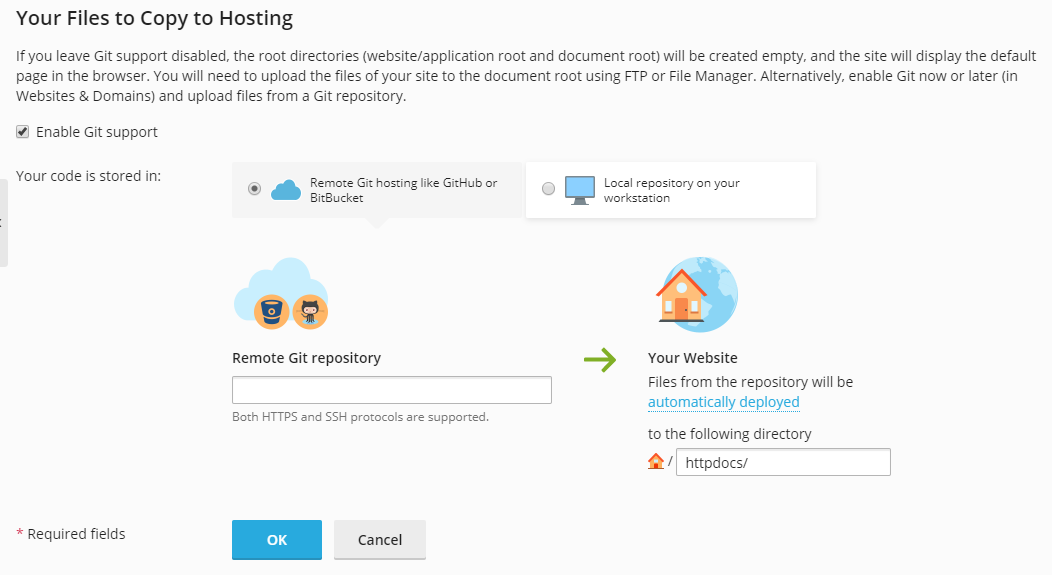 Your Files to Copy to Hosting
If you leave Git support disabled, the root directories (website/application root and document root) will be created empty, and the site will display the default
page in the browser. You will need to upload the files of your site to the document root using FTP or File Manager. Alternatively, enable Git now or later (in
Websites & Domains) and upload files from a Git repository.
Enable Git support
Your code is stored in:
Remote Git hosting like GitHub or
BitBucket
Local repository on your
workstation
Remote Git repository
Both HTTPS and SSH protocols are supported.
Your Website
Files from the repository will be
automatically deployed
to the following directory
/ httpdocs/
* Required fields
OK
Cancel